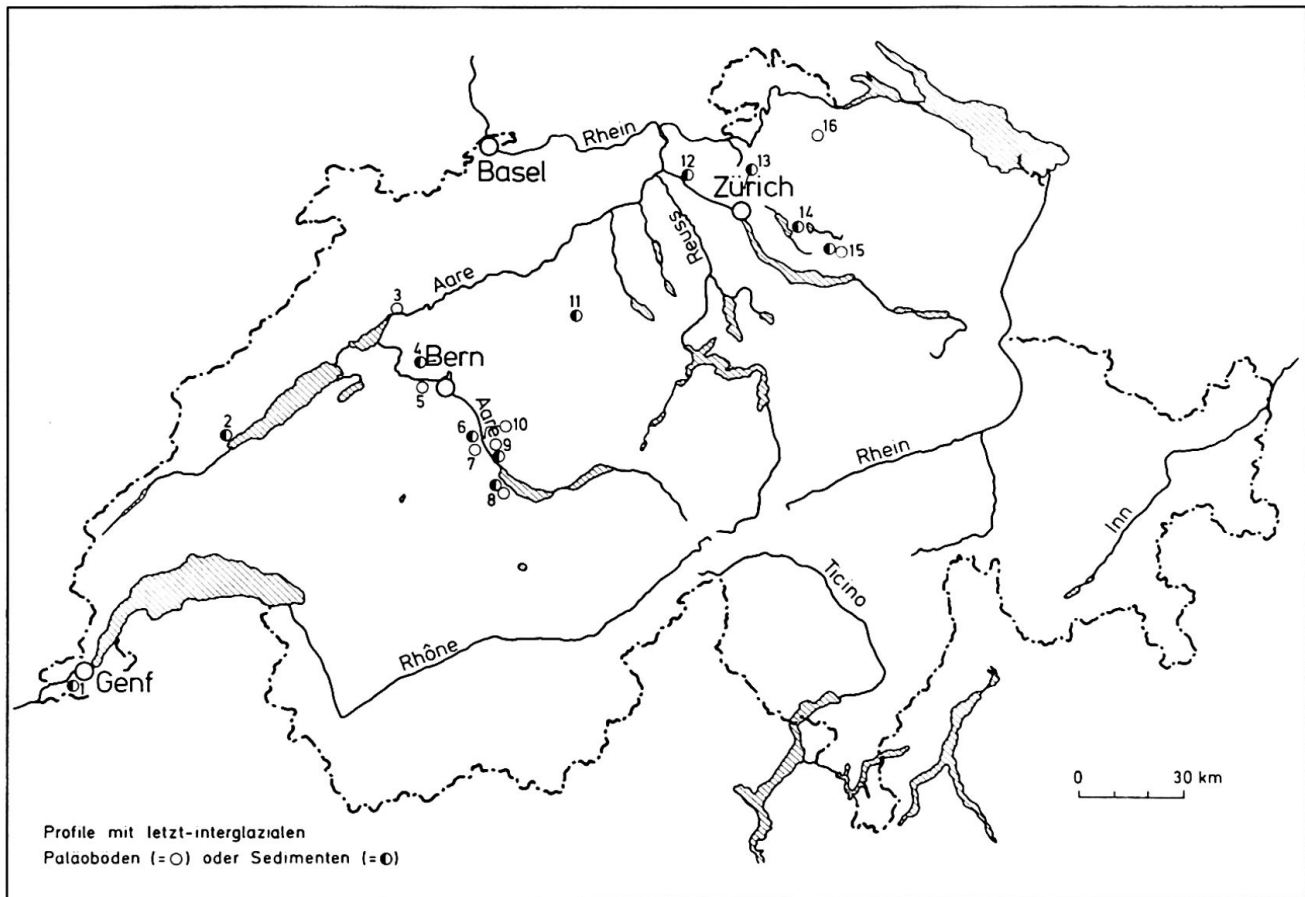 16
Rhein
12
13
Basel
Zürich
14
Reuss
15
Aare
3
11
4
Bern
5
Aare
10
6
9
2
7
Rhein
8
Inn
Ticino
Rhône
Genf
1
0 30 km
Profile mit letzt-interglazialen
Paläoboden (=○) oder Sedimenten (=◐)